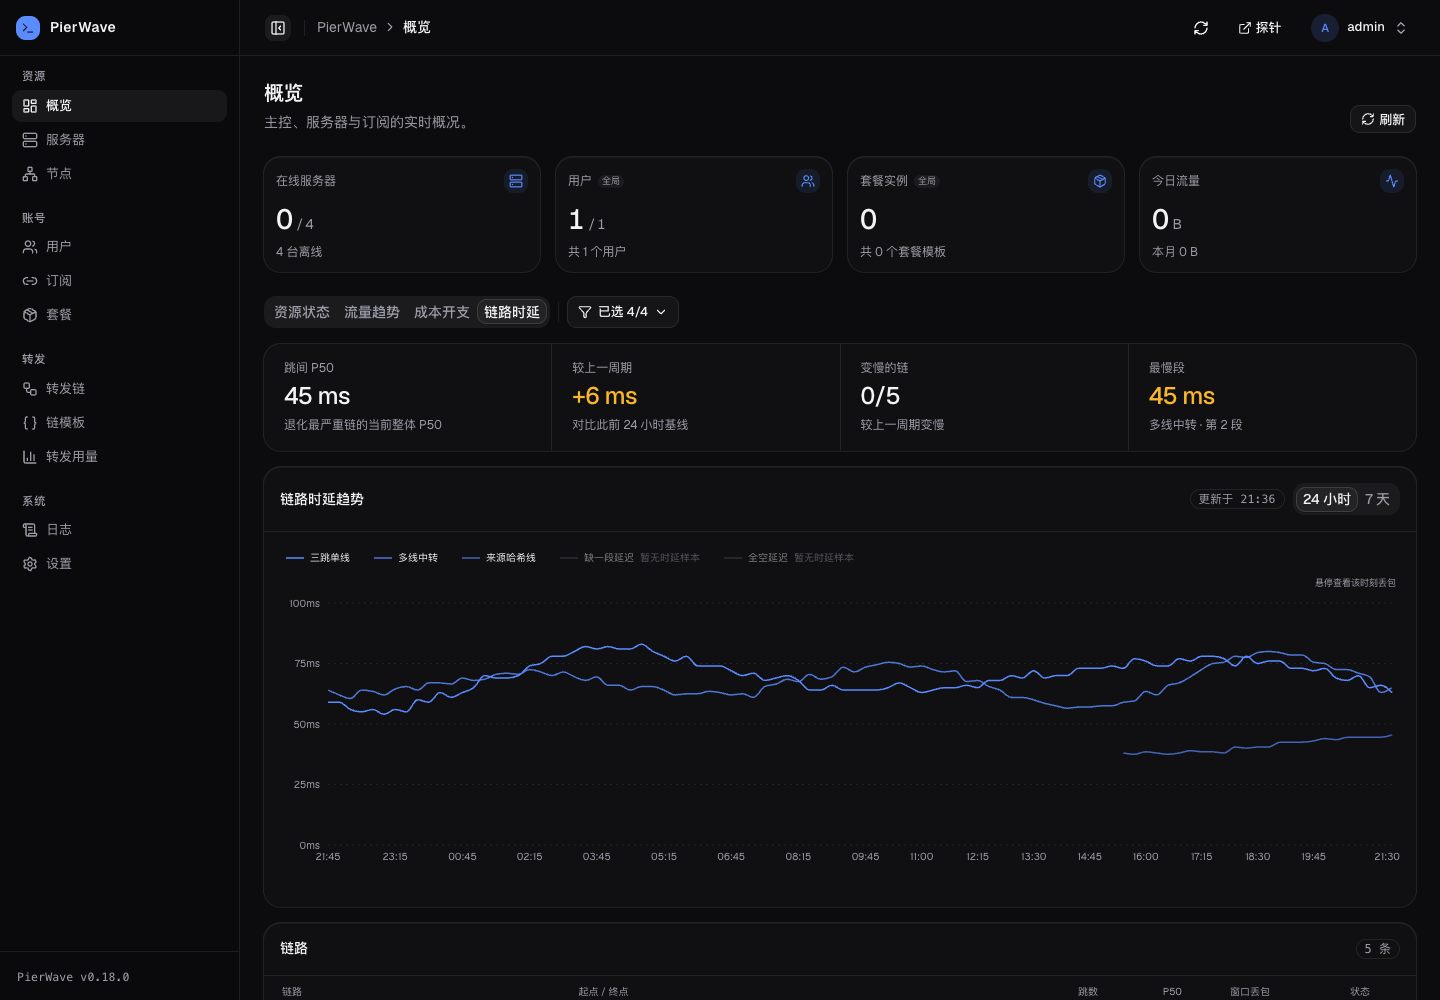 PierWave
PierWave > 概览
探针
A admin
资源
概览
服务器
节点
账号
用户
订阅
套餐
转发
转发链
链模板
转发用量
系统
日志
设置
PierWave v0.18.0
概览
主控、服务器与订阅的实时概况。
刷新
在线服务器
0 / 4
4 台离线
用户 全局
1 / 1
共 1 个用户
套餐实例 全局
0
共 0 个套餐模板
今日流量
0 B
本月 0 B
资源状态 流量趋势 成本开支 链路时延 已选 4/4
跳间 P50
45 ms
退化最严重链的当前整体 P50
较上一周期
+6 ms
对比此前 24 小时基线
变慢的链
0/5
较上一周期变慢
最慢段
45 ms
多线中转 · 第 2 段
链路时延趋势
更新于 21:36
24 小时 7 天
三跳单线 多线中转 来源哈希线 缺一段延迟 暂无时延样本 全空延迟 暂无时延样本
悬停查看该时刻丢包
100ms
75ms
50ms
25ms
0ms
21:45 23:15 00:45 02:15 03:45 05:15 06:45 08:15 09:45 11:00 12:15 13:30 14:45 16:00 17:15 18:30 19:45 21:30
链路
5 条
链路 起点 / 终点 跳数 P50 窗口丢包 状态